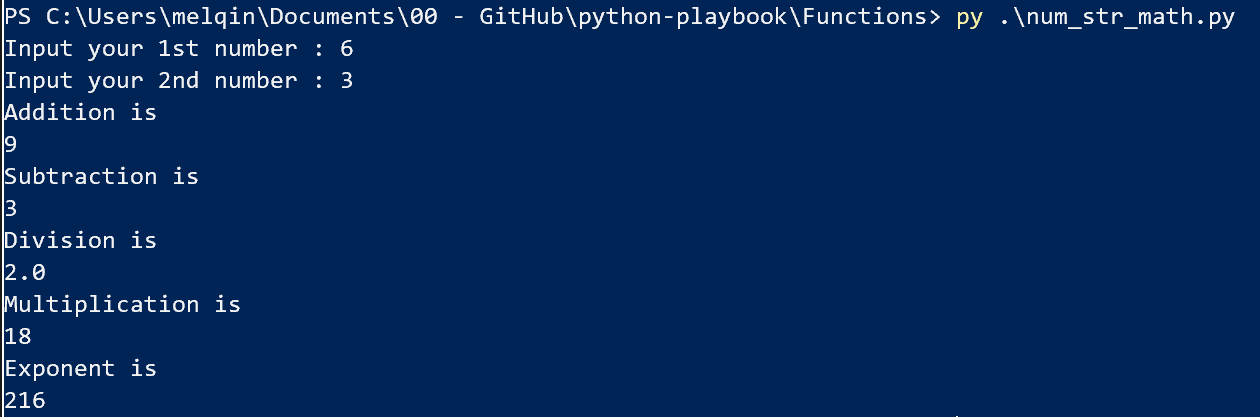 PS C:\Users\melqin\Documents\00 - GitHub\python-playbook\Functions> py .\num_str_math.py
Input your 1st number : 6
Input your 2nd number : 3
Addition is
9
Subtraction is
3
Division is
2.0
Multiplication is
18
Exponent is
216